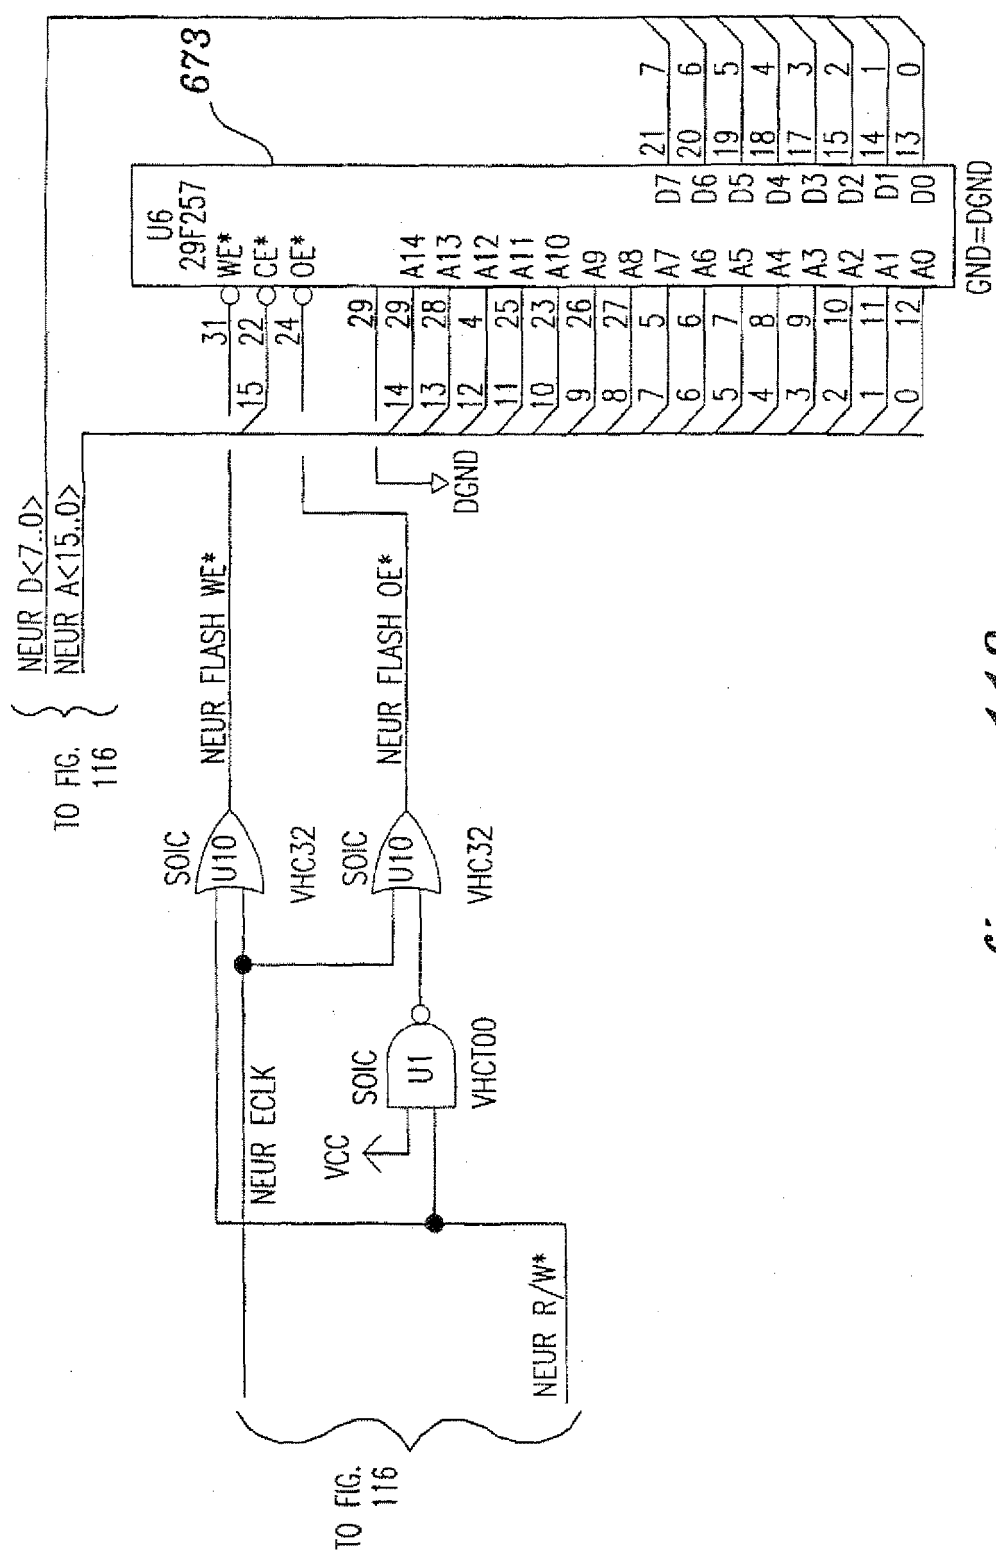 TO FIG.
116
NEUR D<7..0>
NEUR A<15..0>
673
U6
29F257
WE*
CE*
OE*
A14
A13
A12
A11
A10
A9
A8
A7
A6
A5
A4
A3
A2
A1
A0
D7
D6
D5
D4
D3
D2
D1
D0
GND=DGND
31
15 22
24
29
14 29
13 28
12 4
11 25
10 23
9 26
8 27
7 5
6 6
5 7
4 8
3 9
2 10
1 11
0 12
21 7
20 6
19 5
18 4
17 3
15 2
14 1
13 0
DGND
NEUR FLASH WE*
NEUR FLASH OE*
SOIC
U10
VHC32
SOIC
U10
VHC32
SOIC
U1
VHCT00
VCC
NEUR ECLK
NEUR R/W*
TO FIG.
116